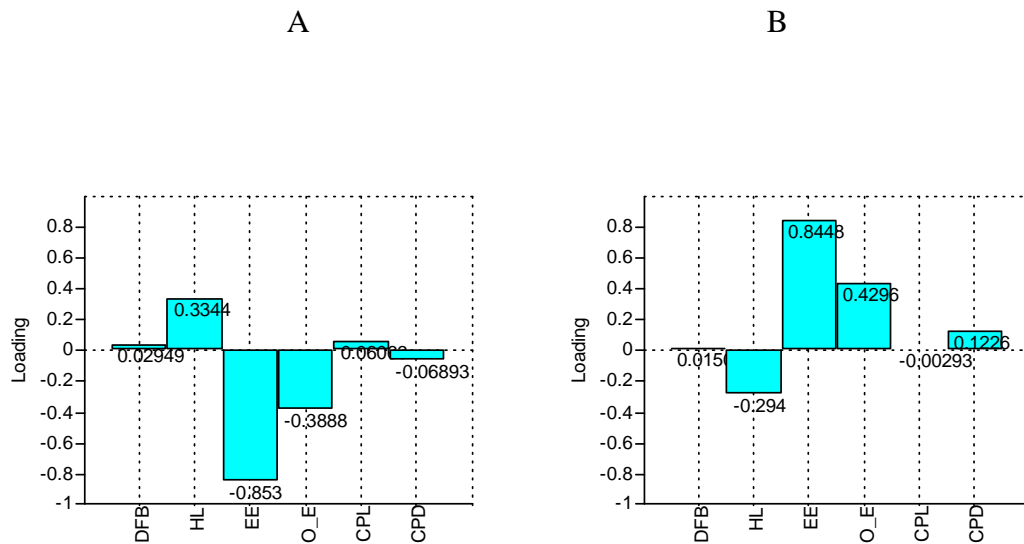 A
B
Loading
0.8
0.6
0.4
0.2
0
-0.2
-0.4
-0.6
-0.8
-1
0.02949
0.3344
-0.853
-0.3888
-0.06893
DFB
HL
EE
O_E
CPL
CPD
Loading
0.8
0.6
0.4
0.2
0
-0.2
-0.4
-0.6
-0.8
-1
-0.294
0.8448
0.4296
-0.00293
0.1226
DFB
HL
EE
O_E
CPL
CPD